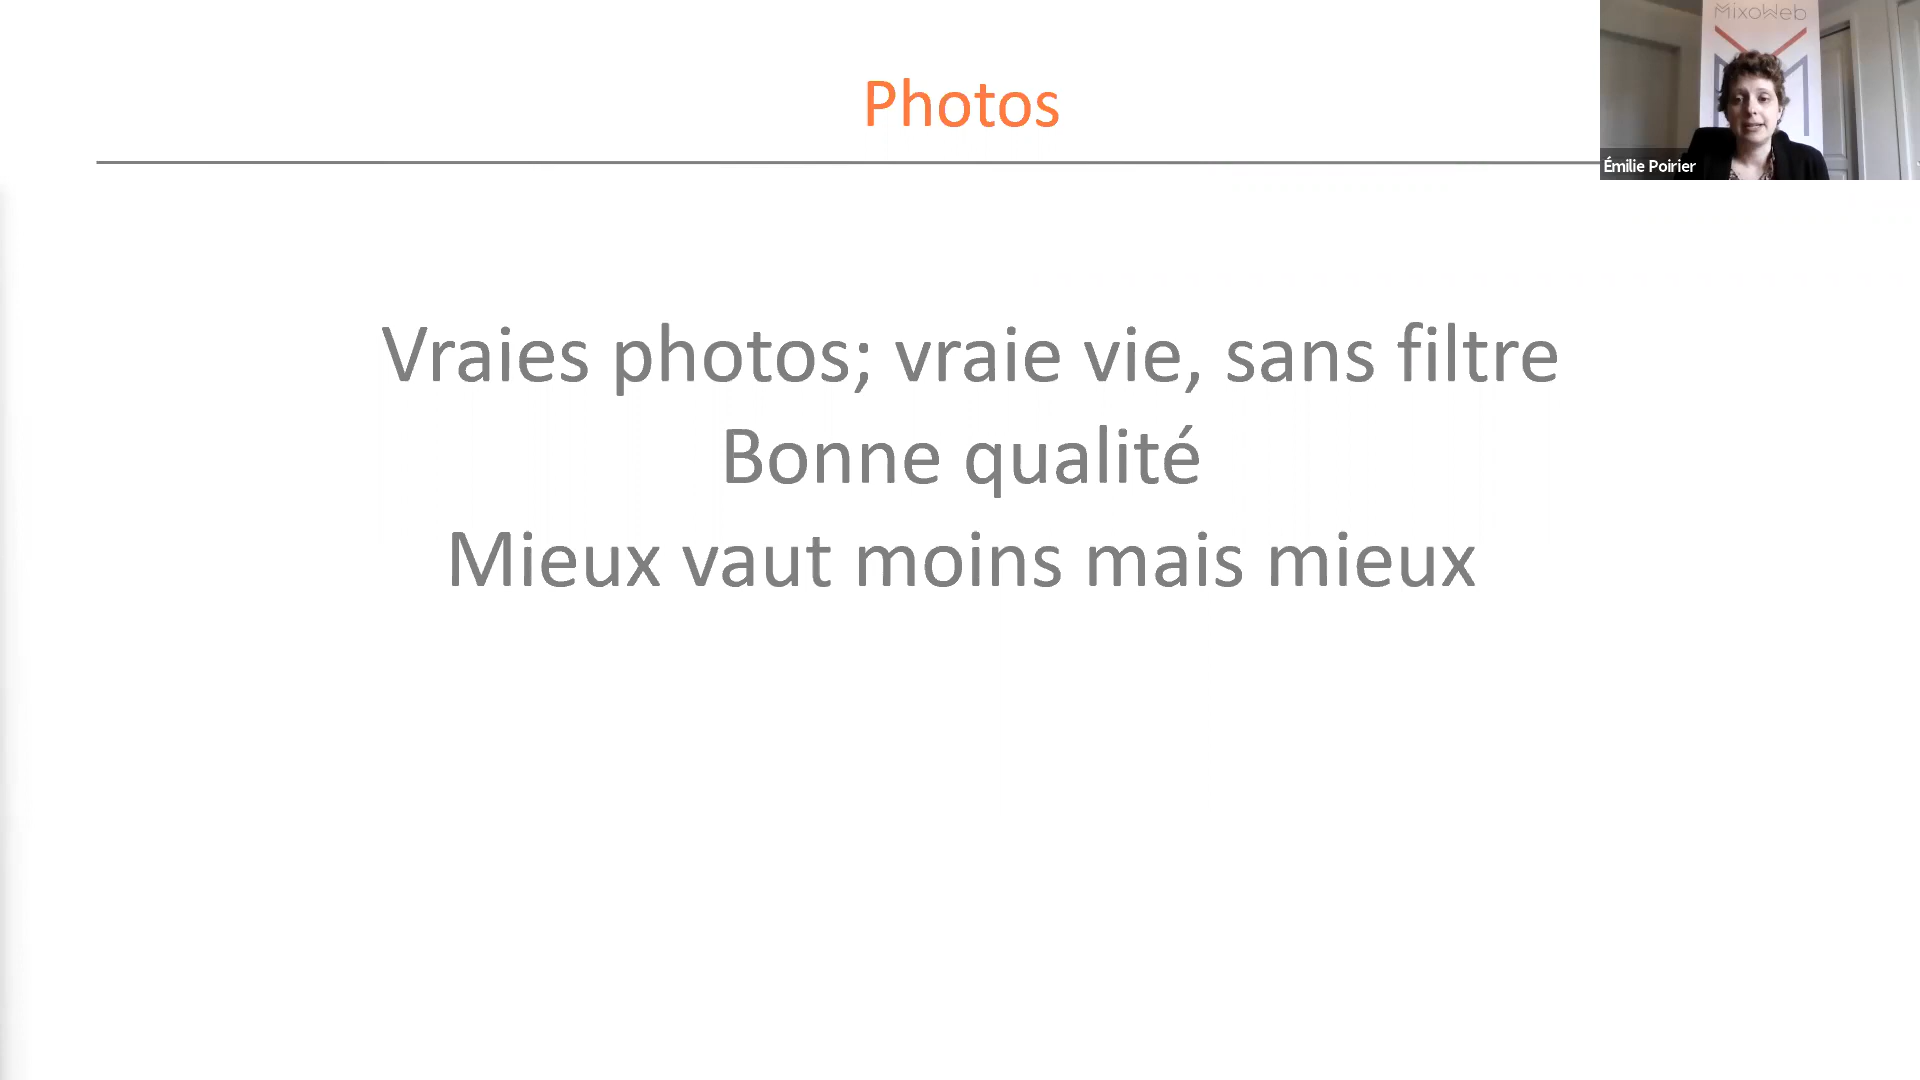 Photos
MixoWeb
Émilie Poirier
Vraies photos; vraie vie, sans filtre
Bonne qualité
Mieux vaut moins mais mieux